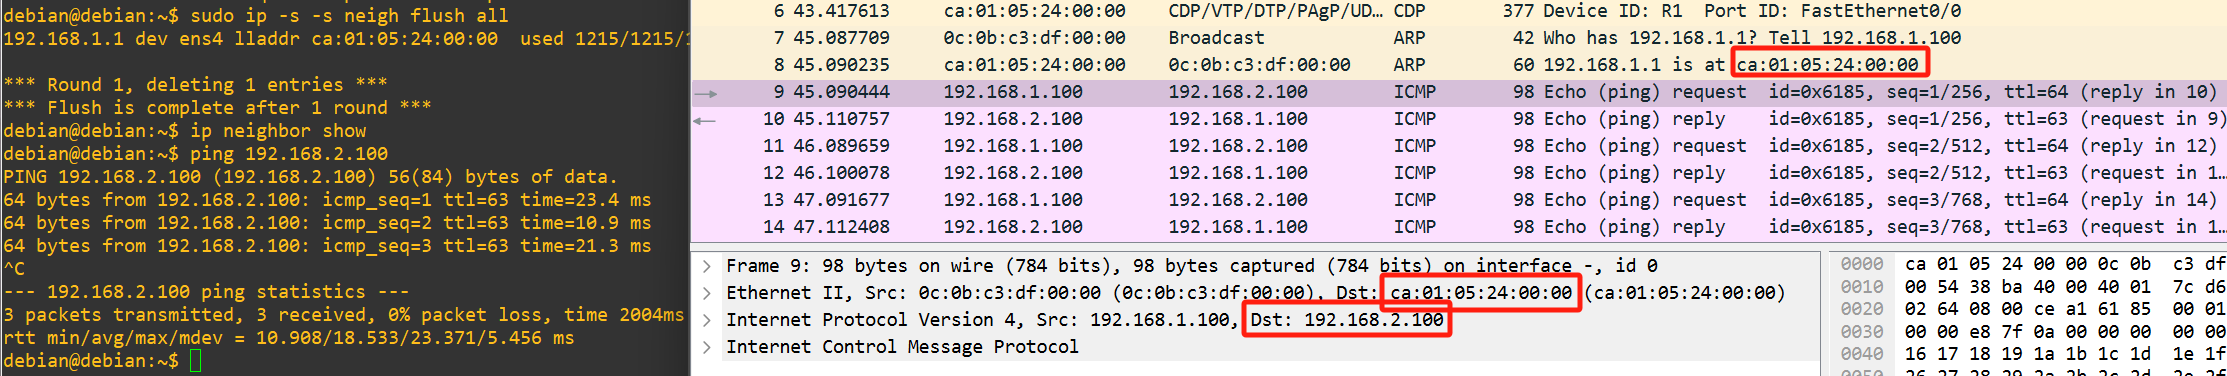 debian@debian:~$ sudo ip -s -s neigh flush all
192.168.1.1 dev ens4 lladdr ca:01:05:24:00:00  used 1215/1215/

*** Round 1, deleting 1 entries ***
*** Flush is complete after 1 round ***
debian@debian:~$ ip neighbor show
debian@debian:~$ ping 192.168.2.100
PING 192.168.2.100 (192.168.2.100) 56(84) bytes of data.
64 bytes from 192.168.2.100: icmp_seq=1 ttl=63 time=23.4 ms
64 bytes from 192.168.2.100: icmp_seq=2 ttl=63 time=10.9 ms
64 bytes from 192.168.2.100: icmp_seq=3 ttl=63 time=21.3 ms
^C
--- 192.168.2.100 ping statistics ---
3 packets transmitted, 3 received, 0% packet loss, time 2004ms
rtt min/avg/max/mdev = 10.908/18.533/23.371/5.456 ms
debian@debian:~$
6 43.417613 ca:01:05:24:00:00 CDP/VTP/DTP/PAgP/UD… CDP 377 Device ID: R1  Port ID: FastEthernet0/0
7 45.087709 0c:0b:c3:df:00:00 Broadcast ARP 42 Who has 192.168.1.1? Tell 192.168.1.100
8 45.090235 ca:01:05:24:00:00 0c:0b:c3:df:00:00 ARP 60 192.168.1.1 is at ca:01:05:24:00:00
9 45.090444 192.168.1.100 192.168.2.100 ICMP 98 Echo (ping) request  id=0x6185, seq=1/256, ttl=64 (reply in 10)
10 45.110757 192.168.2.100 192.168.1.100 ICMP 98 Echo (ping) reply    id=0x6185, seq=1/256, ttl=63 (request in 9)
11 46.089659 192.168.1.100 192.168.2.100 ICMP 98 Echo (ping) request  id=0x6185, seq=2/512, ttl=64 (reply in 12)
12 46.100078 192.168.2.100 192.168.1.100 ICMP 98 Echo (ping) reply    id=0x6185, seq=2/512, ttl=63 (request in 1…
13 47.091677 192.168.1.100 192.168.2.100 ICMP 98 Echo (ping) request  id=0x6185, seq=3/768, ttl=64 (reply in 14)
14 47.112408 192.168.2.100 192.168.1.100 ICMP 98 Echo (ping) reply    id=0x6185, seq=3/768, ttl=63 (request in 1…
Frame 9: 98 bytes on wire (784 bits), 98 bytes captured (784 bits) on interface -, id 0
Ethernet II, Src: 0c:0b:c3:df:00:00 (0c:0b:c3:df:00:00), Dst: ca:01:05:24:00:00 (ca:01:05:24:00:00)
Internet Protocol Version 4, Src: 192.168.1.100, Dst: 192.168.2.100
Internet Control Message Protocol
0000 ca 01 05 24 00 00 0c 0b c3 df
0010 00 54 38 ba 40 00 40 01 7c d6
0020 02 64 08 00 ce a1 61 85 00 01
0030 00 00 e8 7f 0a 00 00 00 00 00
0040 16 17 18 19 1a 1b 1c 1d 1e 1f